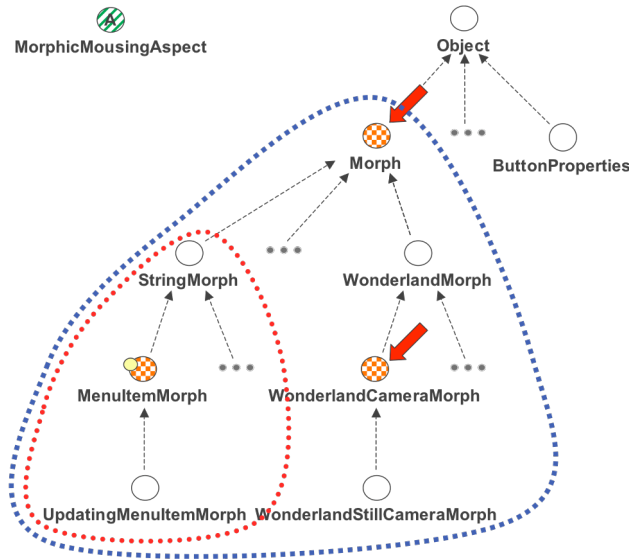 A
MorphicMousingAspect
Object
Morph
ButtonProperties
StringMorph
WonderlandMorph
MenuItemMorph
WonderlandCameraMorph
UpdatingMenuItemMorph
WonderlandStillCameraMorph